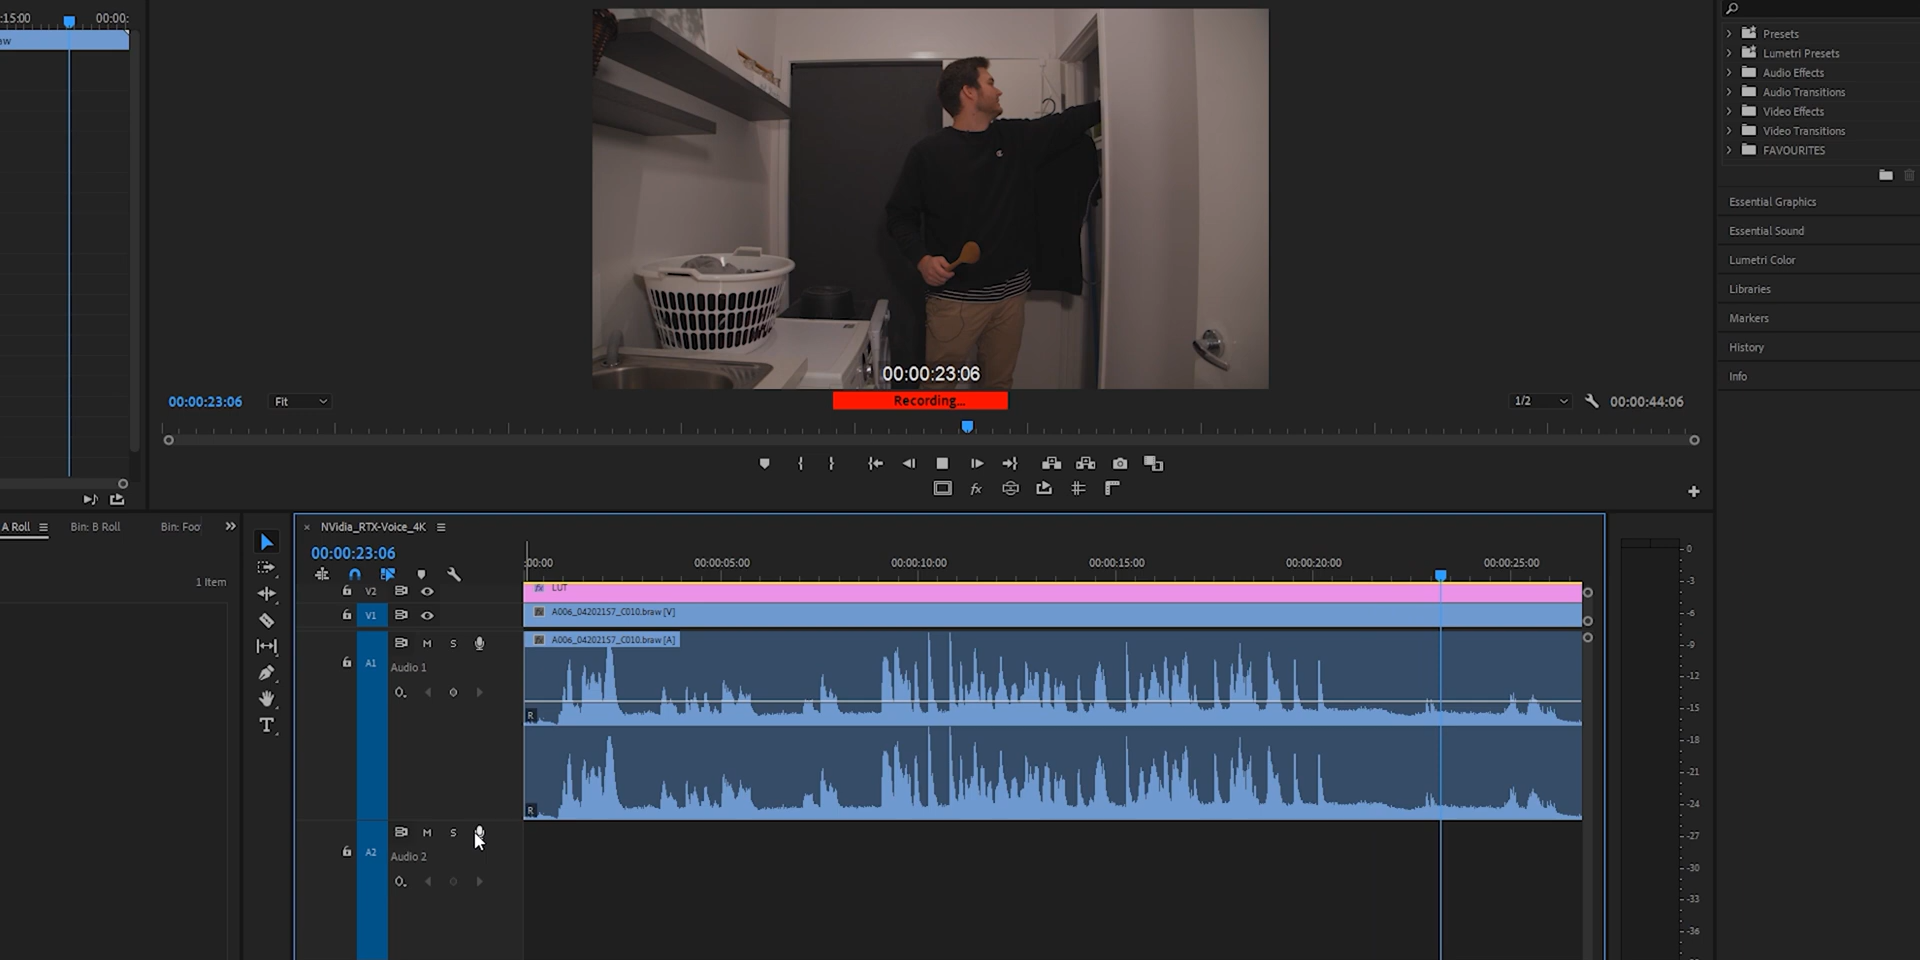 :15:00
00:00:
aw
00:00:23:06
00:00:23:06
Fit
Recording...
1/2
00:00:44:06
Presets
Lumetri Presets
Audio Effects
Audio Transitions
Video Effects
Video Transitions
FAVOURITES
Essential Graphics
Essential Sound
Lumetri Color
Libraries
Markers
History
Info
fx
A Roll
Bin: B Roll
Bin: Foo
1 Item
T
NVidia_RTX-Voice_4K
00:00:23:06
:00:00
00:00:05:00
00:00:10:00
00:00:15:00
00:00:20:00
00:00:25:00
V2
LUT
V1
A006_04202157_C010.braw [V]
A1
M
S
Audio 1
A006_04202157_C010.braw [A]
R
R
A2
M
S
Audio 2
0
-3
-6
-9
-12
-15
-18
-21
-24
-27
-30
-33
-36